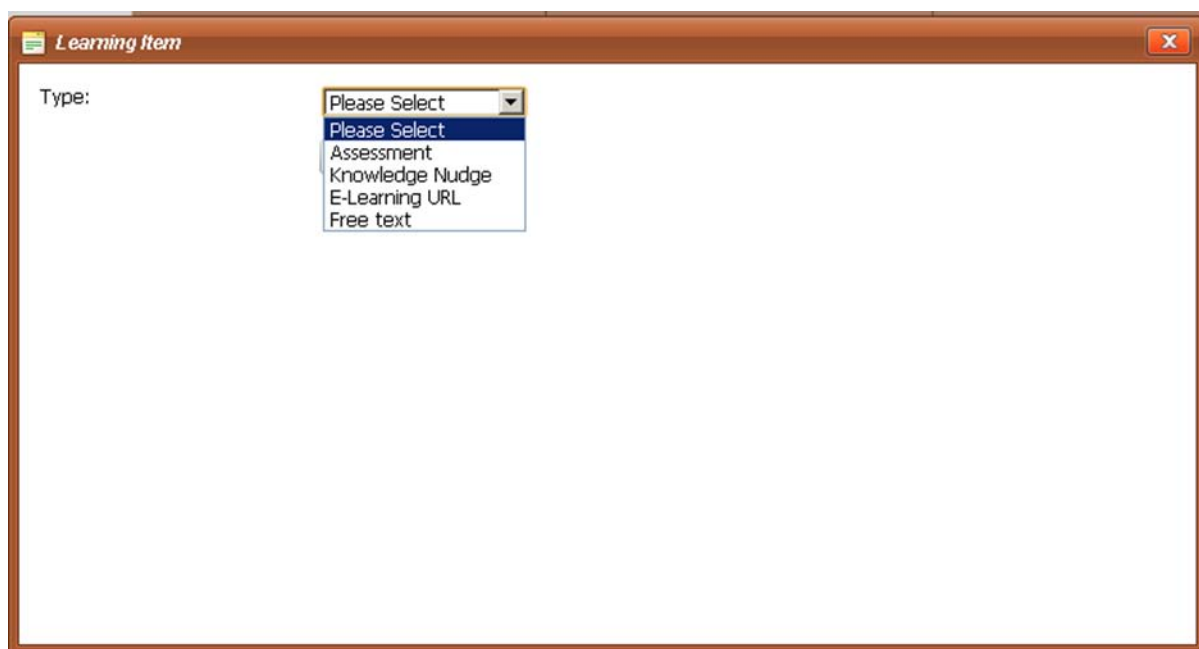 Learning Item
Type:
Please Select
Please Select
Assessment
Knowledge Nudge
E-Learning URL
Free text